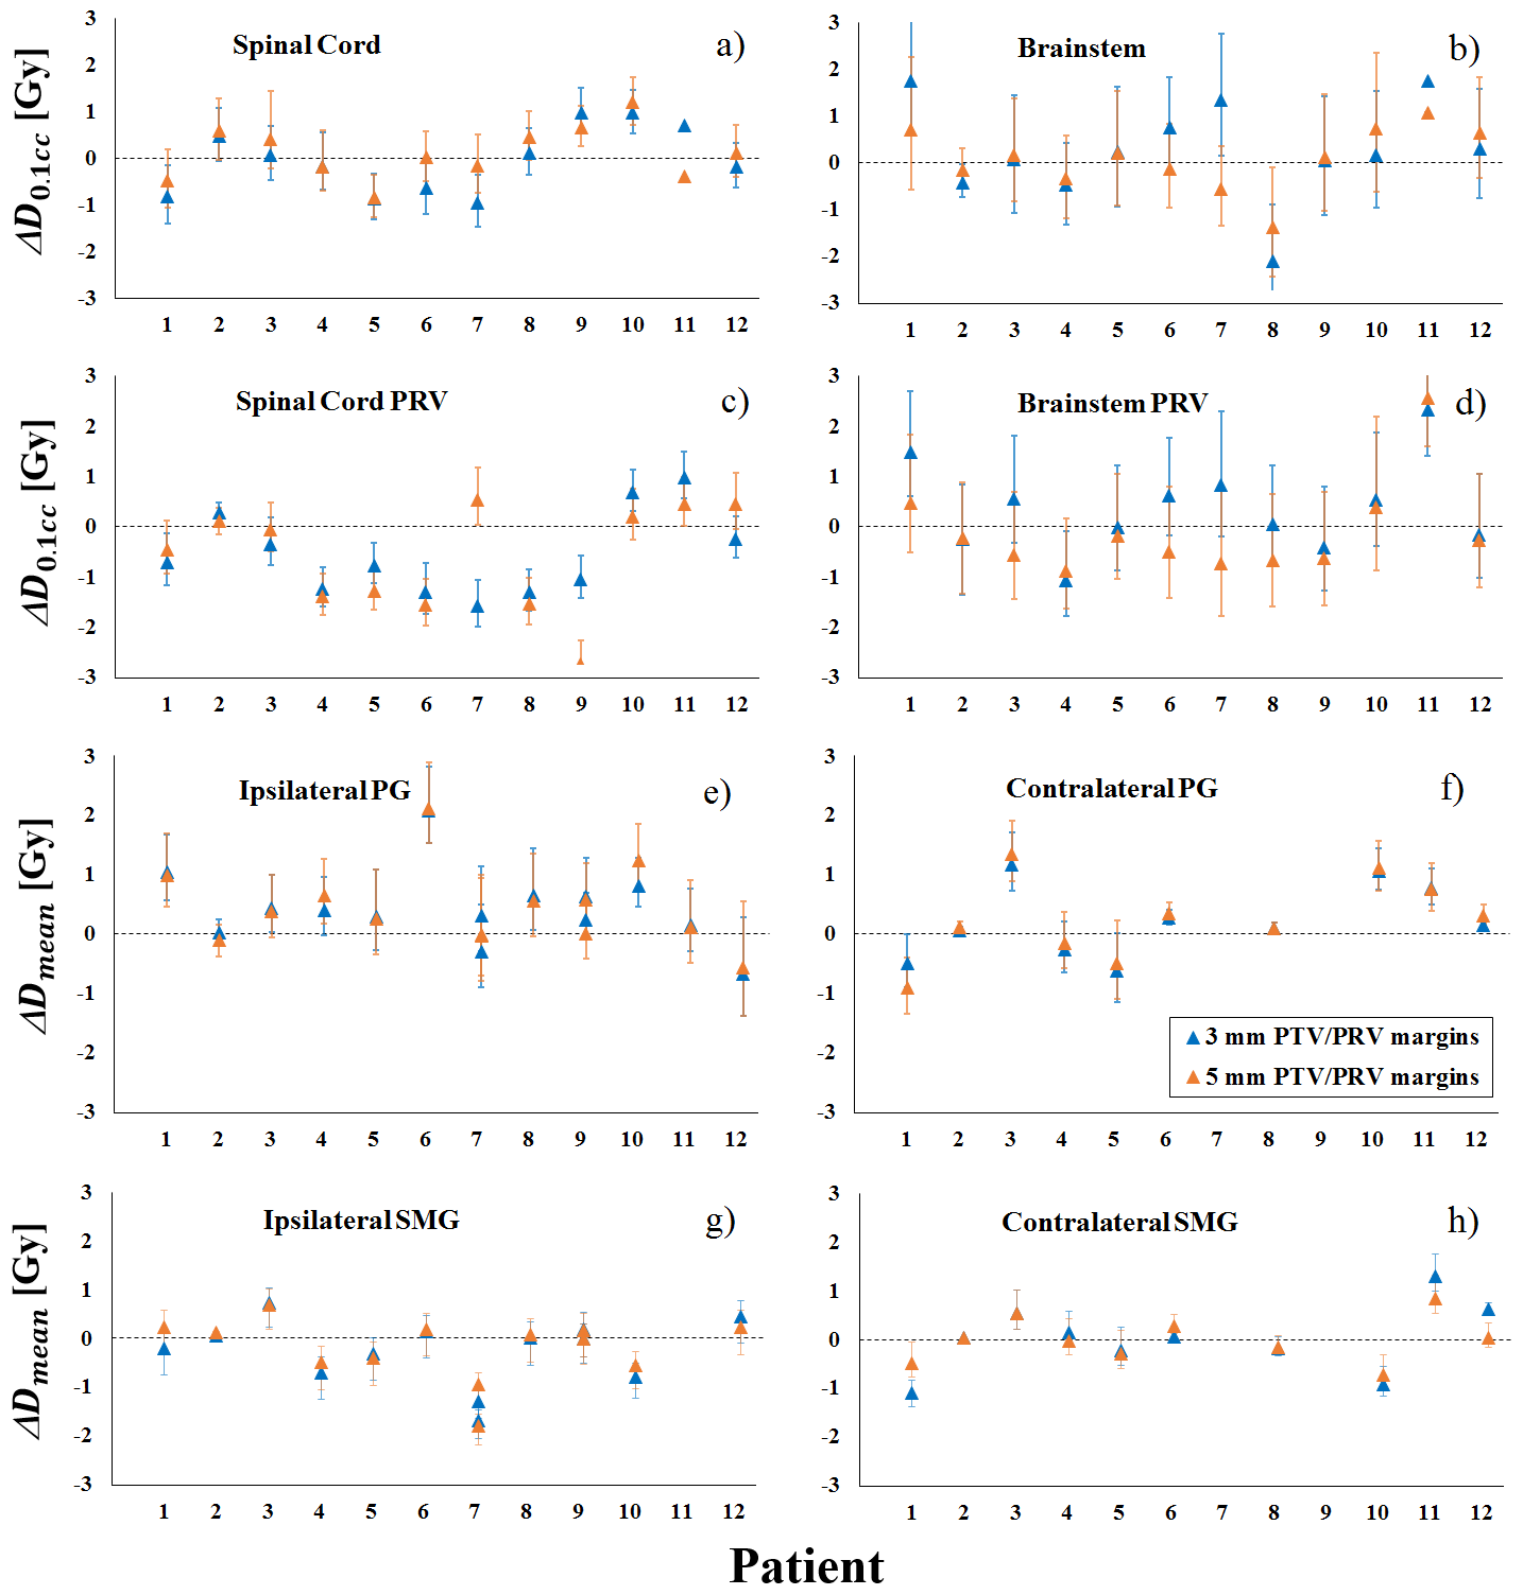 Spinal Cord
a)
ΔD0.1cc [Gy]
3
2
1
0
-1
-2
-3
1 2 3 4 5 6 7 8 9 10 11 12
Brainstem
b)
3
2
1
0
-1
-2
-3
1 2 3 4 5 6 7 8 9 10 11 12
Spinal Cord PRV
c)
ΔD0.1cc [Gy]
3
2
1
0
-1
-2
-3
1 2 3 4 5 6 7 8 9 10 11 12
Brainstem PRV
d)
3
2
1
0
-1
-2
-3
1 2 3 4 5 6 7 8 9 10 11 12
Ipsilateral PG
e)
ΔDmean [Gy]
3
2
1
0
-1
-2
-3
1 2 3 4 5 6 7 8 9 10 11 12
Contralateral PG
f)
3
2
1
0
-1
-2
-3
3 mm PTV/PRV margins
5 mm PTV/PRV margins
1 2 3 4 5 6 7 8 9 10 11 12
Ipsilateral SMG
g)
ΔDmean [Gy]
3
2
1
0
-1
-2
-3
1 2 3 4 5 6 7 8 9 10 11 12
Contralateral SMG
h)
3
2
1
0
-1
-2
-3
1 2 3 4 5 6 7 8 9 10 11 12
Patient